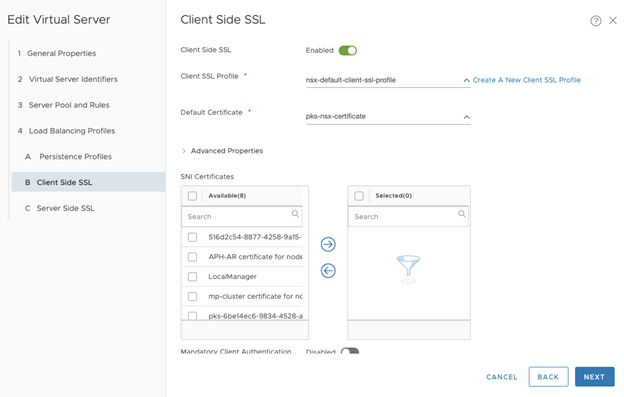 Edit Virtual Server
1 General Properties
2 Virtual Server Identifiers
3 Server Pool and Rules
4 Load Balancing Profiles
A Persistence Profiles
B Client Side SSL
C Server Side SSL
Client Side SSL
Client Side SSL Enabled
Client SSL Profile * nsx-default-client-ssl-profile Create A New Client SSL Profile
Default Certificate * pks-nsx-certificate
Advanced Properties
SNI Certificates
Available(8)
Search
516d2c54-8877-4258-9a15-
APH-AR certificate for node
LocalManager
mp-cluster certificate for nc
pks-6be14ec6-9834-4528-a
Selected(0)
Search
Mandatory Client Authentication Disabled
CANCEL BACK NEXT